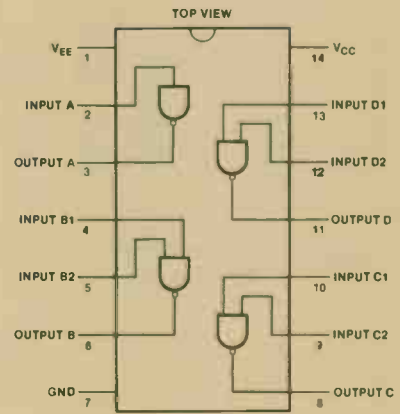 TOP VIEW
VEE 1
14 VCC
INPUT A 2
13 INPUT D1
OUTPUT A 3
12 INPUT D2
INPUT B1 4
11 OUTPUT D
INPUT B2 5
10 INPUT C1
OUTPUT B 6
9 INPUT C2
GND 7
8 OUTPUT C